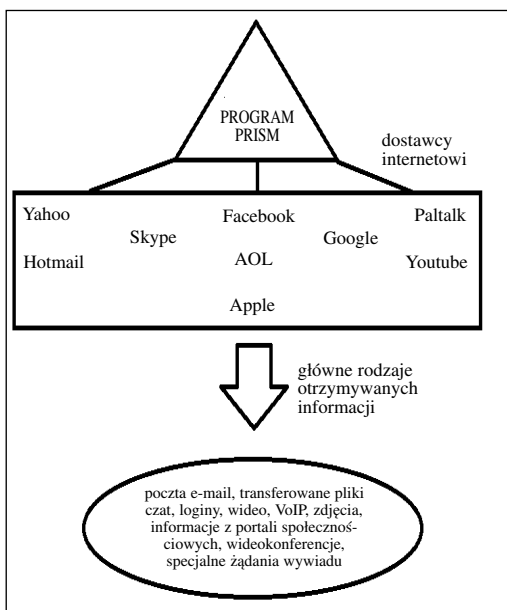 PROGRAM
PRISM
dostawcy
internetowi
Yahoo
Facebook
Paltalk
Skype
Google
Hotmail
AOL
Youtube
Apple
główne rodzaje
otrzymywanych
informacji
poczta e-mail, transferowane pliki
czat, loginy, wideo, VoIP, zdjęcia,
informacje z portali społecznoś-
ciowych, wideokonferencje,
specjalne żądania wywiadu